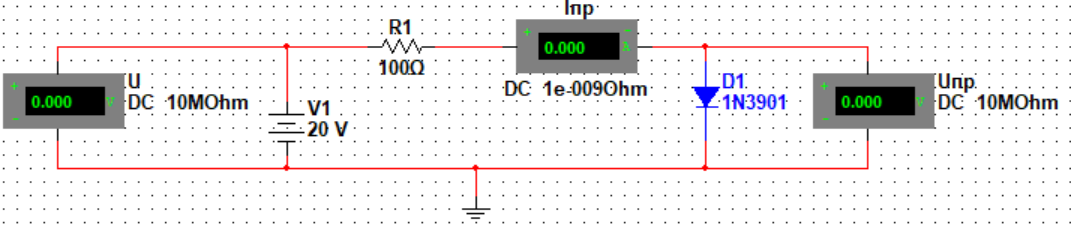 Iпр
R1
+
-
0.000
A
100Ω
DC 1e-009Ohm
+
0.000
V
-
U
DC 10MOhm
V1
20 V
D1
1N3901
+
0.000
V
-
Uпр
DC 10MOhm